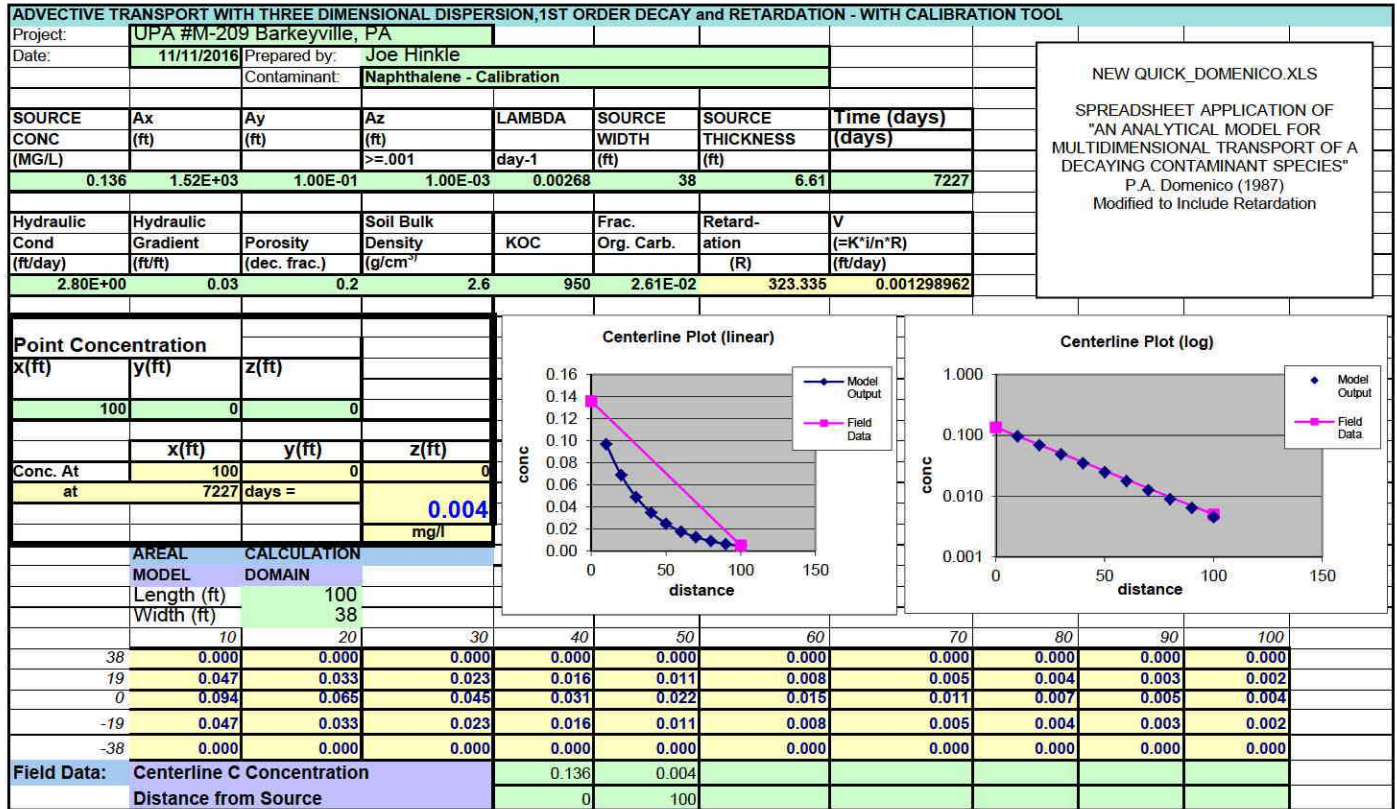 ADVECTIVE TRANSPORT WITH THREE DIMENSIONAL DISPERSION,1ST ORDER DECAY and RETARDATION - WITH CALIBRATION TOOL
Project: UPA #M-209 Barkeyville, PA
Date: 11/11/2016 Prepared by: Joe Hinkle
Contaminant: Naphthalene - Calibration
NEW QUICK_DOMENICO.XLS
SPREADSHEET APPLICATION OF
"AN ANALYTICAL MODEL FOR
MULTIDIMENSIONAL TRANSPORT OF A
DECAYING CONTAMINANT SPECIES"
P.A. Domenico (1987)
Modified to Include Retardation
SOURCE Ax Ay Az LAMBDA SOURCE SOURCE Time (days)
CONC (ft) (ft) (ft) WIDTH THICKNESS (days)
(MG/L) >=.001 day-1 (ft) (ft)
0.136 1.52E+03 1.00E-01 1.00E-03 0.00268 38 6.61 7227
Hydraulic Hydraulic Soil Bulk Frac. Retard- V
Cond Gradient Porosity Density KOC Org. Carb. ation (=K*i/n*R)
(ft/day) (ft/ft) (dec. frac.) (g/cm3) (R) (ft/day)
2.80E+00 0.03 0.2 2.6 950 2.61E-02 323.335 0.001298962
Point Concentration
x(ft) y(ft) z(ft)
100 0 0
x(ft) y(ft) z(ft)
Conc. At 100 0 0
at 7227 days =
0.004
mg/l
AREAL CALCULATION
MODEL DOMAIN
Length (ft) 100
Width (ft) 38
Centerline Plot (linear)
0.16
0.14
0.12
0.10
0.08
0.06
0.04
0.02
0.00
conc
0 50 100 150
distance
Model Output
Field Data
Centerline Plot (log)
1.000
0.100
0.010
0.001
conc
0 50 100 150
distance
Model Output
Field Data
10 20 30 40 50 60 70 80 90 100
38 0.000 0.000 0.000 0.000 0.000 0.000 0.000 0.000 0.000 0.000
19 0.047 0.033 0.023 0.016 0.011 0.008 0.005 0.004 0.003 0.002
0 0.094 0.065 0.045 0.031 0.022 0.015 0.011 0.007 0.005 0.004
-19 0.047 0.033 0.023 0.016 0.011 0.008 0.005 0.004 0.003 0.002
-38 0.000 0.000 0.000 0.000 0.000 0.000 0.000 0.000 0.000 0.000
Field Data: Centerline C Concentration 0.136 0.004
Distance from Source 0 100